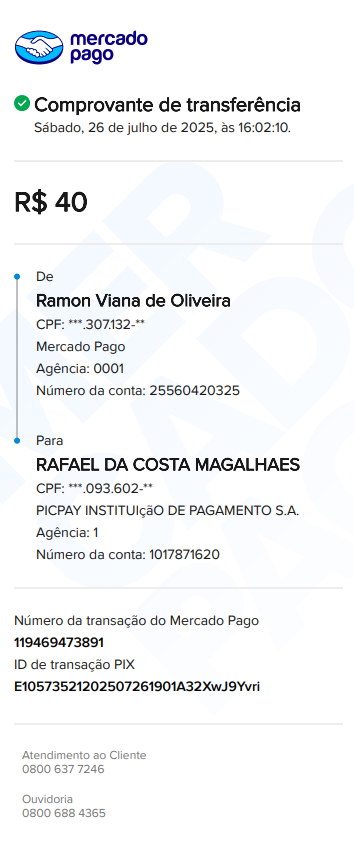 mercado
pago
Comprovante de transferência
Sábado, 26 de julho de 2025, às 16:02:10.
R$ 40
De
Ramon Viana de Oliveira
CPF: ***.307.132-**
Mercado Pago
Agência: 0001
Número da conta: 25560420325
Para
RAFAEL DA COSTA MAGALHAES
CPF: ***.093.602-**
PICPAY INSTITUIçãO DE PAGAMENTO S.A.
Agência: 1
Número da conta: 1017871620
Número da transação do Mercado Pago
119469473891
ID de transação PIX
E10573521202507261901A32XwJ9Yvri
Atendimento ao Cliente
0800 637 7246
Ouvidoria
0800 688 4365